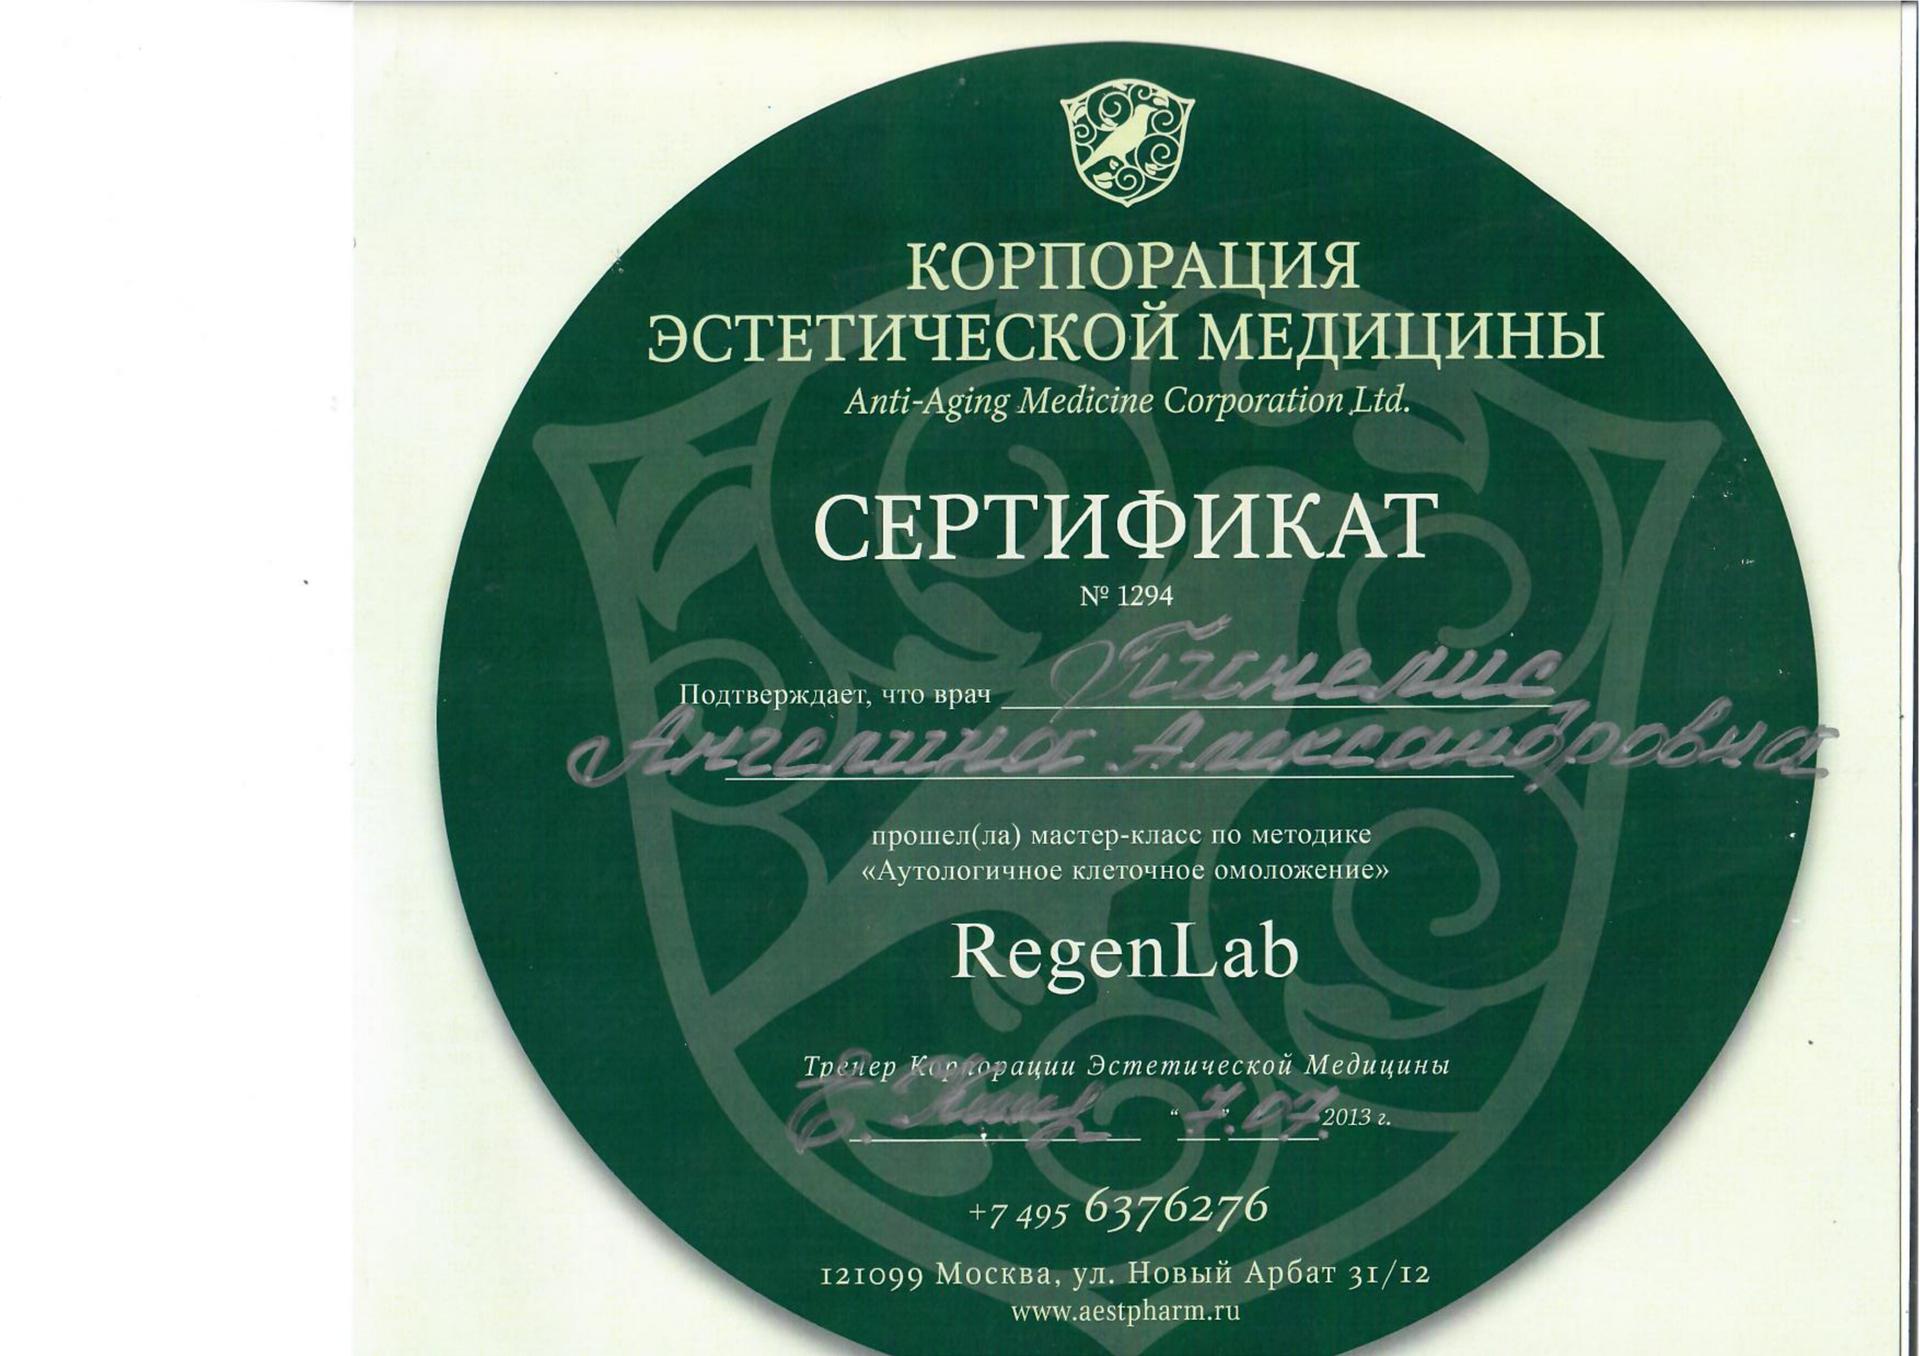 КОРПОРАЦИЯ
ЭСТЕТИЧЕСКОЙ МЕДИЦИНЫ
Anti-Aging Medicine Corporation Ltd.
СЕРТИФИКАТ
№ 1294
Подтверждает, что врач
Ангелина Александровна
прошел(ла) мастер-класс по методике
«Аутологичное клеточное омоложение»
RegenLab
Тренер Корпорации Эстетической Медицины
"7". 07. 2013 г.
+7 495 6376276
121099 Москва, ул. Новый Арбат 31/12
www.aestpharm.ru